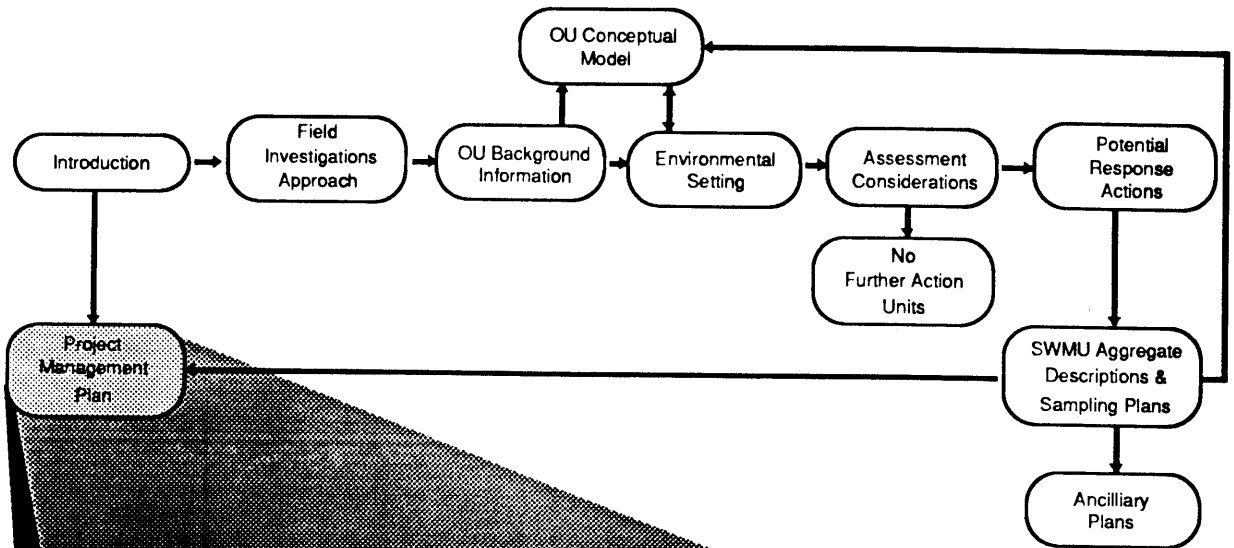 OU Conceptual
Model
Introduction
Field
Investigations
Approach
OU Background
Information
Environmental
Setting
Assessment
Considerations
Potential
Response
Actions
No
Further Action
Units
Project
Management
Plan
SWMU Aggregate
Descriptions &
Sampling Plans
Ancilliary
Plans